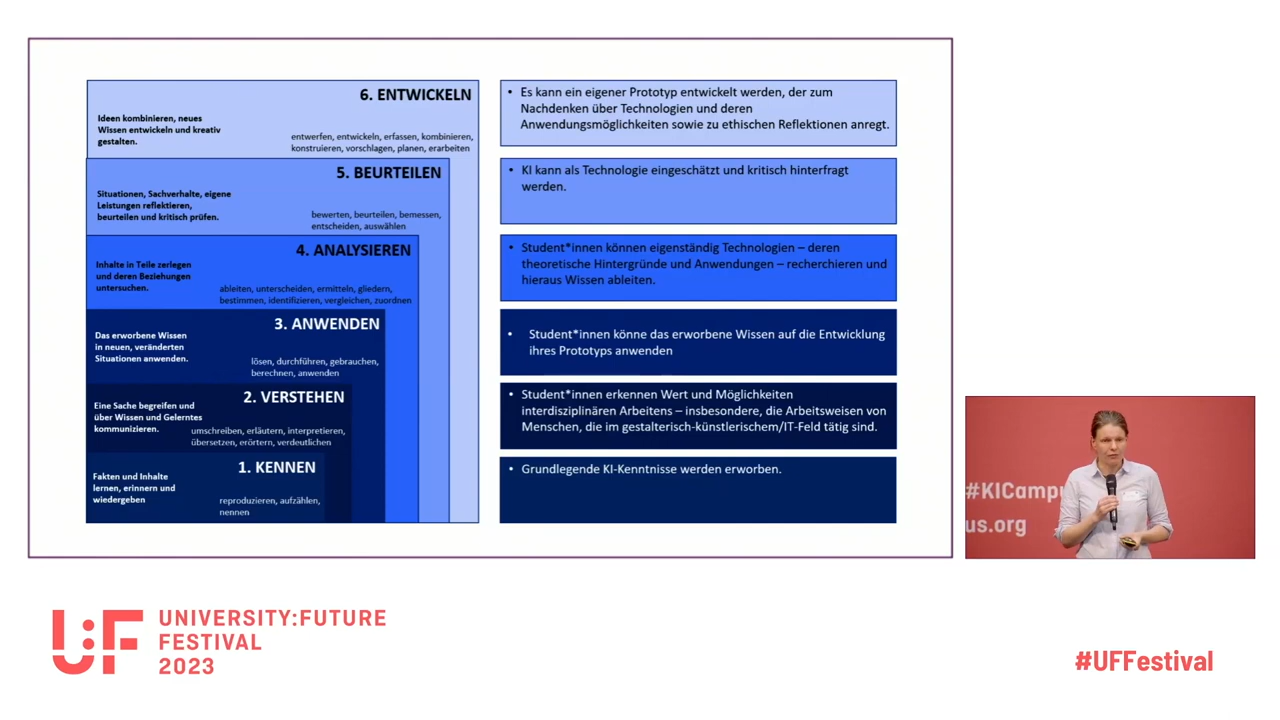 6. ENTWICKELN
Ideen kombinieren, neues
Wissen entwickeln und kreativ
gestalten.
entwerfen, entwickeln, erfassen, kombinieren,
konstruieren, vorschlagen, planen, erarbeiten
• Es kann ein eigener Prototyp entwickelt werden, der zum
Nachdenken über Technologien und deren
Anwendungsmöglichkeiten sowie zu ethischen Reflektionen anregt.
5. BEURTEILEN
Situationen, Sachverhalte, eigene
Leistungen reflektieren,
beurteilen und kritisch prüfen.
bewerten, beurteilen, bemessen,
entscheiden, auswählen
• KI kann als Technologie eingeschätzt und kritisch hinterfragt
werden.
4. ANALYSIEREN
Inhalte in Teile zerlegen
und deren Beziehungen
untersuchen.
ableiten, unterscheiden, ermitteln, gliedern,
bestimmen, identifizieren, vergleichen, zuordnen
• Student*innen können eigenständig Technologien – deren
theoretische Hintergründe und Anwendungen – recherchieren und
hieraus Wissen ableiten.
3. ANWENDEN
Das erworbene Wissen
in neuen, veränderten
Situationen anwenden.
lösen, durchführen, gebrauchen,
berechnen, anwenden
• Student*innen könne das erworbene Wissen auf die Entwicklung
ihres Prototyps anwenden
2. VERSTEHEN
Eine Sache begreifen und
über Wissen und Gelerntes
kommunizieren.
umschreiben, erläutern, interpretieren,
übersetzen, erörtern, verdeutlichen
• Student*innen erkennen Wert und Möglichkeiten
interdisziplinären Arbeitens – insbesondere, die Arbeitsweisen von
Menschen, die im gestalterisch-künstlerischem/IT-Feld tätig sind.
1. KENNEN
Fakten und Inhalte
lernen, erinnern und
wiedergeben
reproduzieren, aufzählen,
nennen
• Grundlegende KI-Kenntnisse werden erworben.
#KICampu
us.org
U:F
UNIVERSITY:FUTURE
FESTIVAL
2023
#UFFestival